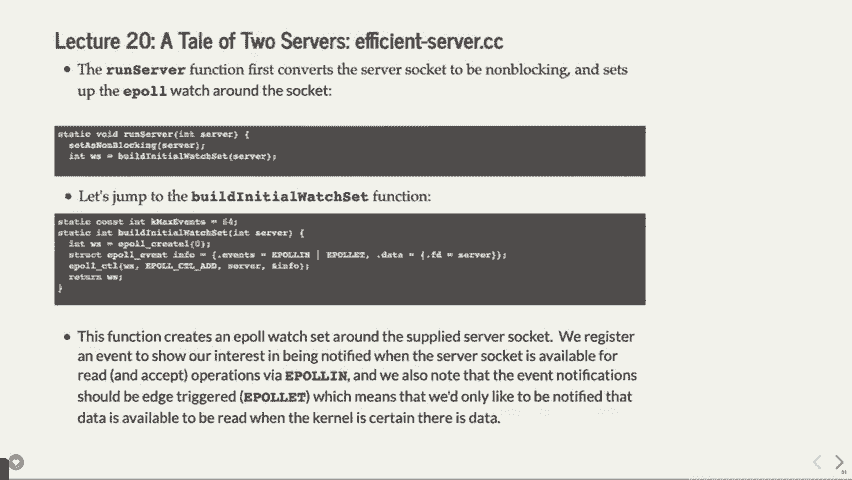 Lecture 20: A Tale of Two Servers: efficient-server.cc
• The runServer function first converts the server socket to be nonblocking, and sets
up the epoll watch around the socket:
static void runServer(int server) {
setAsNonBlocking(server);
int ws = buildInitialWatchSet(server);
• Let's jump to the buildInitialWatchSet function:
static const int kMaxEvents = 64;
static int buildInitialWatchSet(int server) {
int ws = epoll_create1(0);
struct epoll_event info = {.events = EPOLLIN | EPOLLET, .data = {.fd = server}};
epoll_ctl(ws, EPOLL_CTL_ADD, server, &info);
return ws;
}
• This function creates an epoll watch set around the supplied server socket. We register
an event to show our interest in being notified when the server socket is available for
read (and accept) operations via EPOLLIN, and we also note that the event notifications
should be edge triggered (EPOLLET) which means that we'd only like to be notified that
data is available to be read when the kernel is certain there is data.